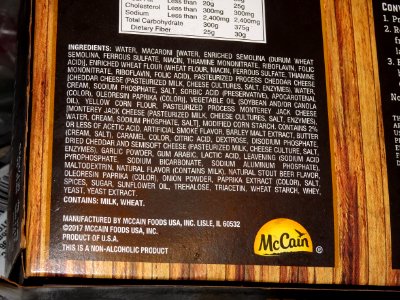 Less than 20g 25g
Cholesterol Less than 300mg 300mg
Sodium Less than 2,400mg 2,400mg
Total Carbohydrate 300g 375g
Dietary Fiber 25g 30g
INGREDIENTS: WATER, MACARONI [WATER, ENRICHED SEMOLINA (DURUM WHEAT
SEMOLINA, FERROUS SULFATE, NIACIN, THIAMINE MONONITRATE, RIBOFLAVIN, FOLIC
ACID)], ENRICHED WHEAT FLOUR (WHEAT FLOUR, NIACIN, FERROUS SULFATE, THIAMINE
MONONITRATE, RIBOFLAVIN, FOLIC ACID), PASTEURIZED PROCESS CHEDDAR CHEESE
[CHEDDAR CHEESE (PASTEURIZED MILK, CHEESE CULTURES, SALT, ENZYMES), WATER,
CREAM, SODIUM PHOSPHATE, SALT, SORBIC ACID (PRESERVATIVE), APOCAROTENAL
(COLOR), OLEORESIN PAPRIKA (COLOR)], VEGETABLE OIL (SOYBEAN AND/OR CANOLA
OIL), YELLOW CORN FLOUR, PASTEURIZED PROCESS MONTEREY JACK CHEESE
[MONTEREY JACK CHEESE (PASTEURIZED MILK, CHEESE CULTURES, SALT, ENZYMES),
WATER, CREAM, SODIUM PHOSPHATE, SALT], MODIFIED CORN STARCH, CONTAINS 2%
OR LESS OF ACETIC ACID, ARTIFICIAL SMOKE FLAVOR, BARLEY MALT EXTRACT, BUTTER
(CREAM, SALT), CARAMEL COLOR, CITRIC ACID, DEXTROSE, DISODIUM PHOSPHATE,
DRIED CHEDDAR AND SEMISOFT CHEESE (PASTEURIZED MILK, CHEESE CULTURE, SALT,
ENZYMES), GARLIC POWDER, GUM ARABIC, LACTIC ACID, LEAVENING (SODIUM ACID
PYROPHOSPHATE, SODIUM BICARBONATE, SODIUM ALUMINUM PHOSPHATE),
MALTODEXTRIN, NATURAL FLAVOR (CONTAINS MILK), NATURAL STOUT BEER FLAVOR,
OLEORESIN PAPRIKA (COLOR), ONION POWDER, PAPRIKA EXTRACT (COLOR), SALT,
SPICES, SUGAR, SUNFLOWER OIL, TREHALOSE, TRIACETIN, WHEAT STARCH, WHEY,
YEAST, YEAST EXTRACT.
CONTAINS: MILK, WHEAT.
MANUFACTURED BY MCCAIN FOODS USA, INC. LISLE, IL 60532
©2017 MCCAIN FOODS USA, INC.
PRODUCT OF U.S.A.
THIS IS A NON-ALCOHOLIC PRODUCT
McCain ®